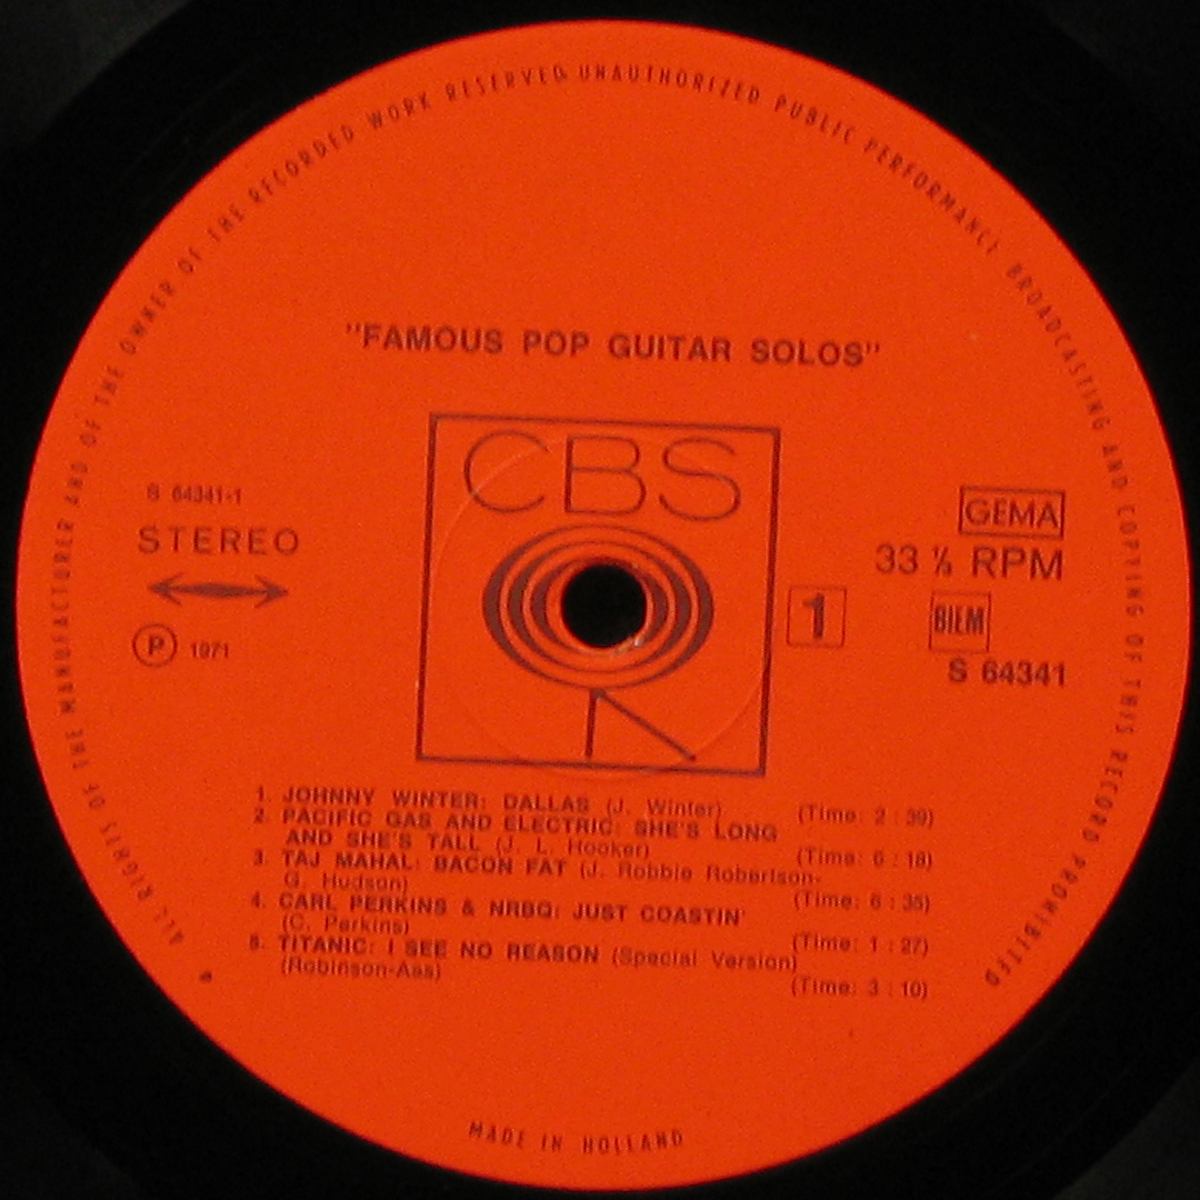 ALL RIGHTS OF THE MANUFACTURER AND OF THE OWNER OF THE RECORDED WORK RESERVED. UNAUTHORIZED PUBLIC PERFORMANCE BROADCASTING AND COPYING OF THIS RECORD PROHIBITED
"FAMOUS POP GUITAR SOLOS"
CBS
S 64341-1
STEREO
P 1971
GEMA
33 ⅓ RPM
1
BIEM
S 64341
1. JOHNNY WINTER: DALLAS (J. Winter) (Time: 2 : 39)
2. PACIFIC GAS AND ELECTRIC: SHE'S LONG
AND SHE'S TALL (J. L. Hooker) (Time: 6 : 18)
3. TAJ MAHAL: BACON FAT (J. Robbie Robertson-
G. Hudson) (Time: 6 : 35)
4. CARL PERKINS & NRBQ: JUST COASTIN'
(C. Perkins) (Time: 1 : 27)
5. TITANIC: I SEE NO REASON (Special Version)
(Robinson-Aas) (Time: 3 : 10)
MADE IN HOLLAND